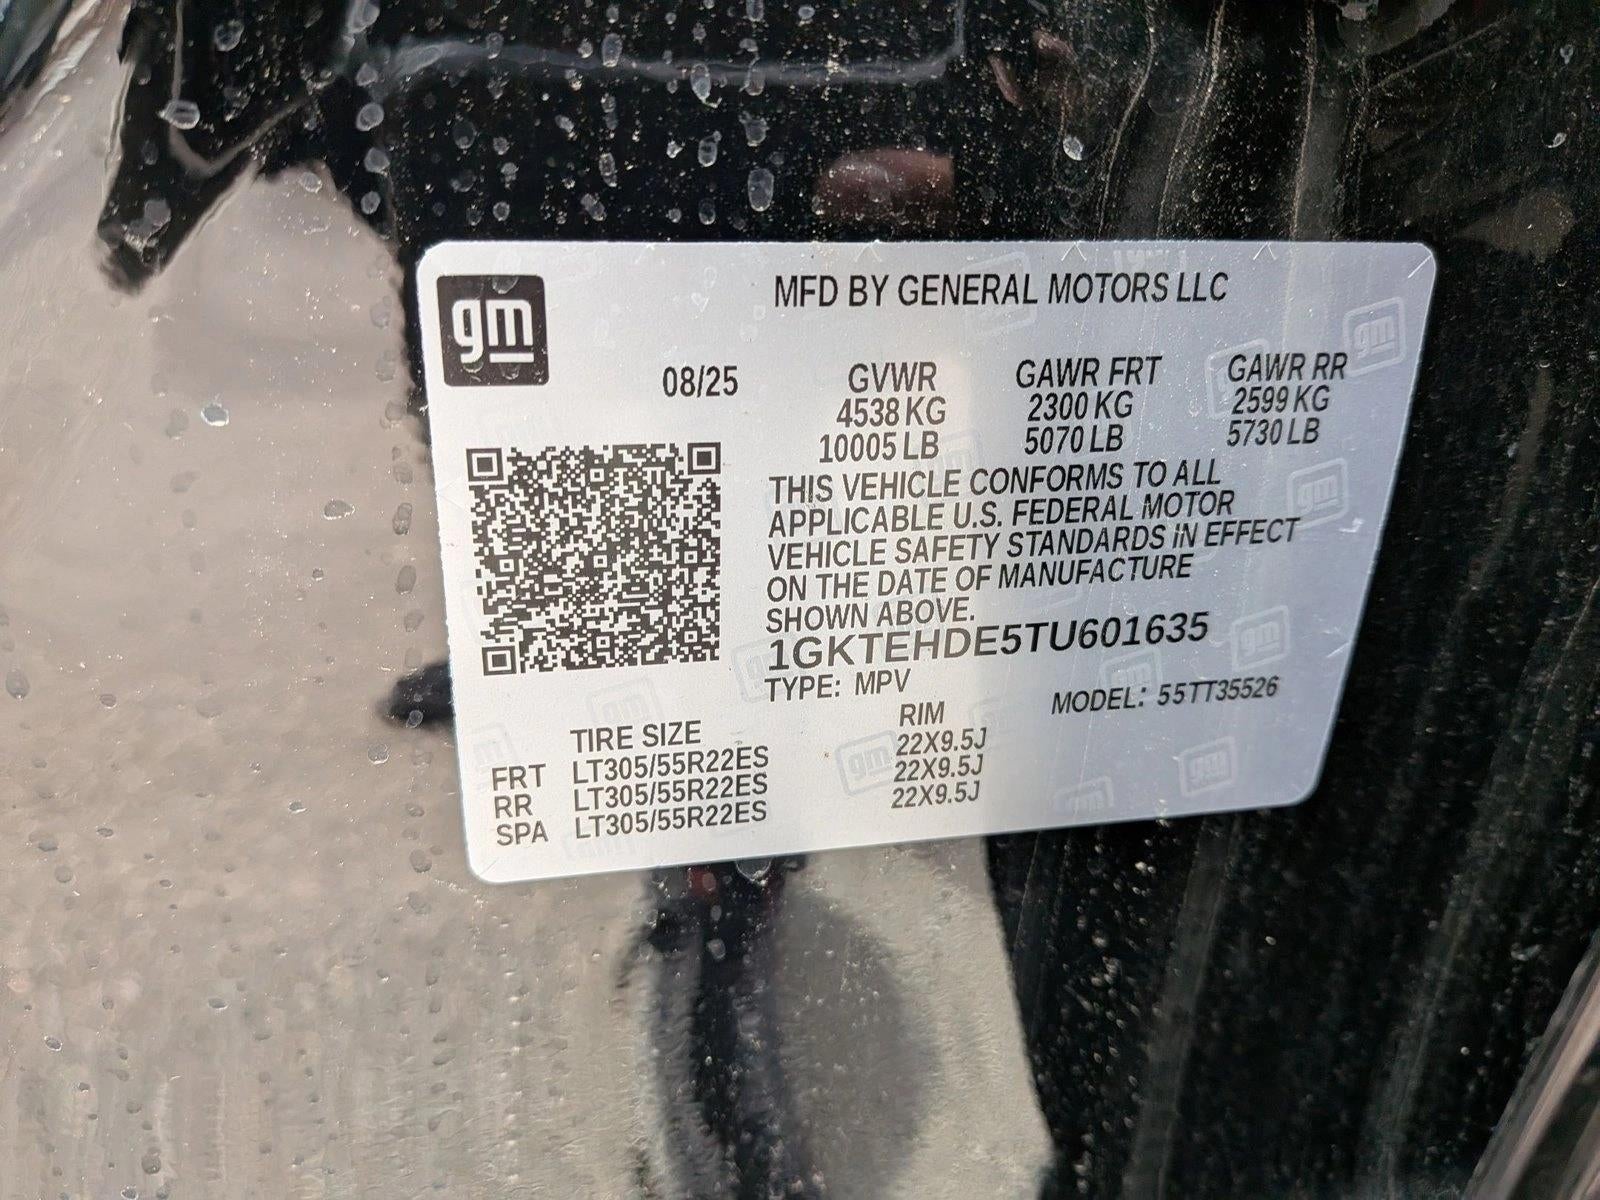 gm
MFD BY GENERAL MOTORS LLC
08/25 GVWR GAWR FRT GAWR RR
4538 KG 2300 KG 2599 KG
10005 LB 5070 LB 5730 LB
THIS VEHICLE CONFORMS TO ALL
APPLICABLE U.S. FEDERAL MOTOR
VEHICLE SAFETY STANDARDS IN EFFECT
ON THE DATE OF MANUFACTURE
SHOWN ABOVE.
1GKTEHDE5TU601635
TYPE: MPV MODEL: 55TT35526
TIRE SIZE RIM
FRT LT305/55R22ES 22X9.5J
RR LT305/55R22ES 22X9.5J
SPA LT305/55R22ES 22X9.5J